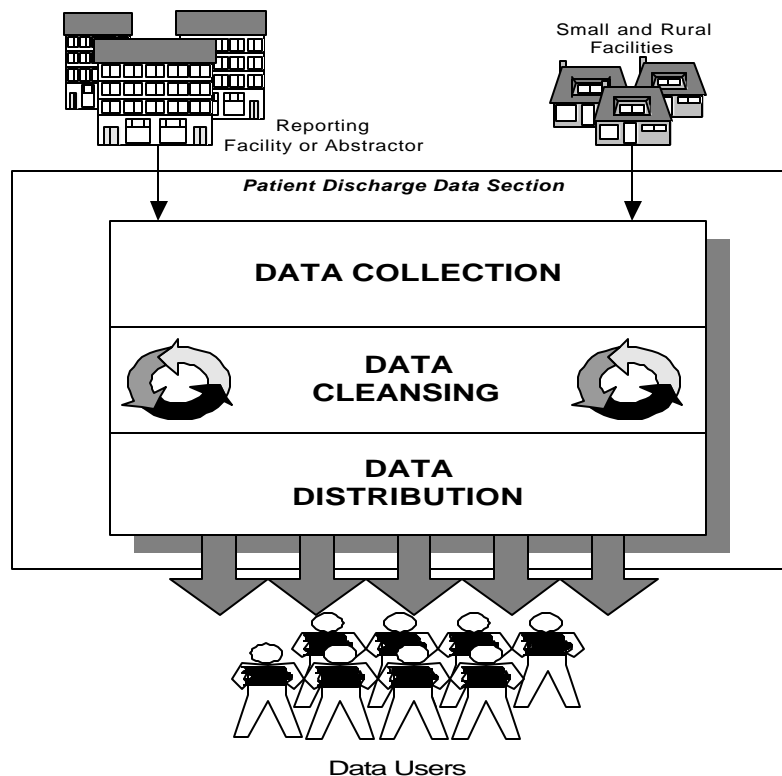 Small and Rural
Facilities
Reporting
Facility or Abstractor
Patient Discharge Data Section
DATA COLLECTION
DATA
CLEANSING
DATA
DISTRIBUTION
Data Users